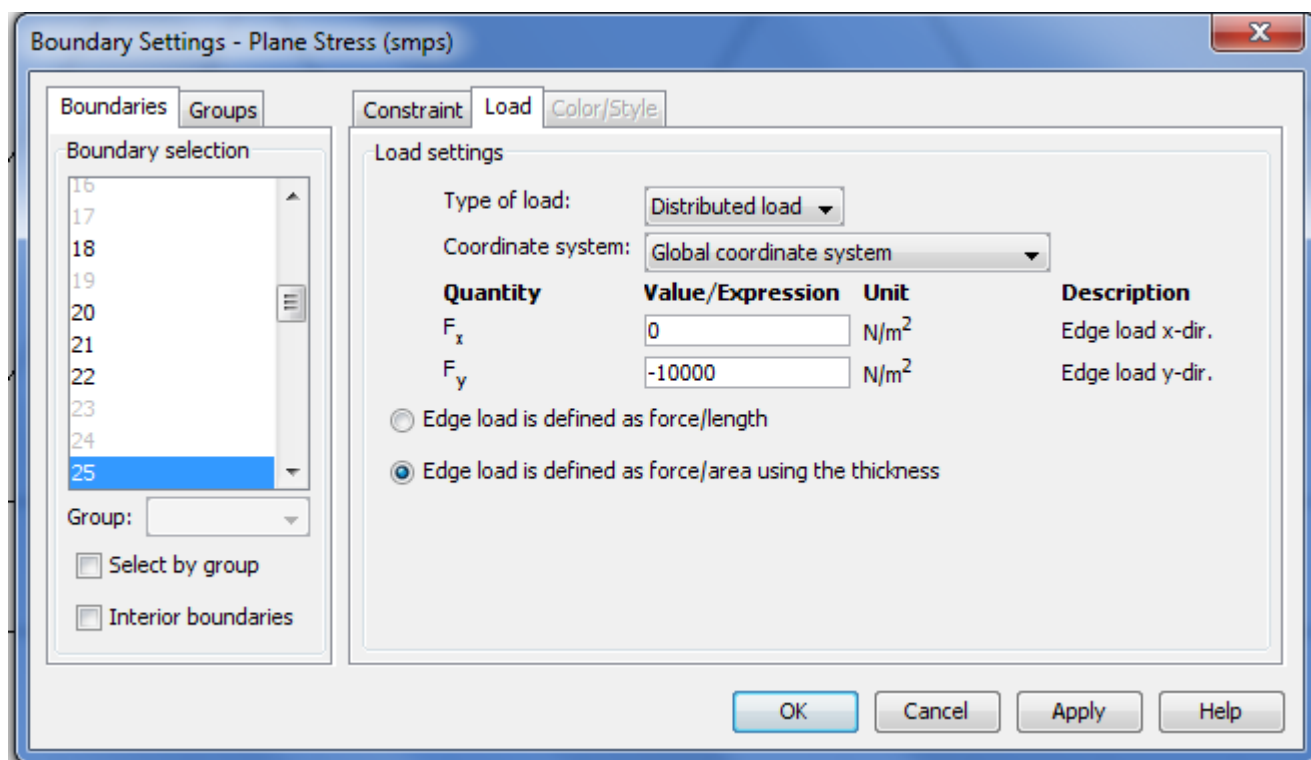 Boundary Settings - Plane Stress (smps)
Boundaries Groups
Boundary selection
16
17
18
19
20
21
22
23
24
25
Group:
Select by group
Interior boundaries
Constraint Load Color/Style
Load settings
Type of load: Distributed load
Coordinate system: Global coordinate system
Quantity Value/Expression Unit Description
Fx 0 N/m² Edge load x-dir.
Fy -10000 N/m² Edge load y-dir.
Edge load is defined as force/length
Edge load is defined as force/area using the thickness
OK Cancel Apply Help